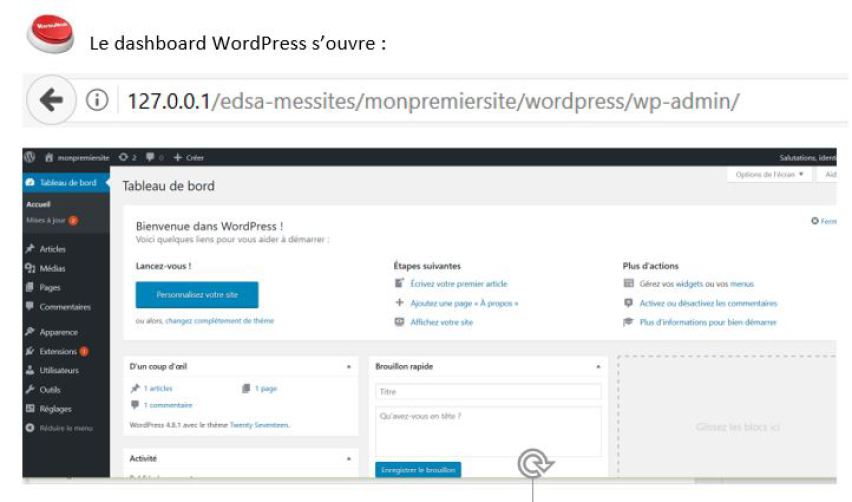 Le dashboard WordPress s'ouvre :
127.0.0.1/edsa-messites/monpremiersite/wordpress/wp-admin/
monpremiersite 2 0 + Créer Salutations, identi
Options de l'écran ▼ Aid
Tableau de bord
Tableau de bord
Accueil
Mises à jour 2
Articles
Médias
Pages
Commentaires
Apparence
Extensions 1
Utilisateurs
Outils
Réglages
Réduire le menu
Bienvenue dans WordPress !
Ferm
Voici quelques liens pour vous aider à démarrer :
Lancez-vous !
Personnalisez votre site
ou alors, changez complètement de thème
Étapes suivantes
Écrivez votre premier article
Ajoutez une page « À propos »
Affichez votre site
Plus d'actions
Gérez vos widgets ou vos menus
Activez ou désactivez les commentaires
Plus d'informations pour bien démarrer
D'un coup d'œil
1 articles 1 page
1 commentaire
WordPress 4.8.1 avec le thème Twenty Seventeen.
Activité
Brouillon rapide
Titre
Qu'avez-vous en tête ?
Enregistrer le brouillon
Glissez les blocs ici